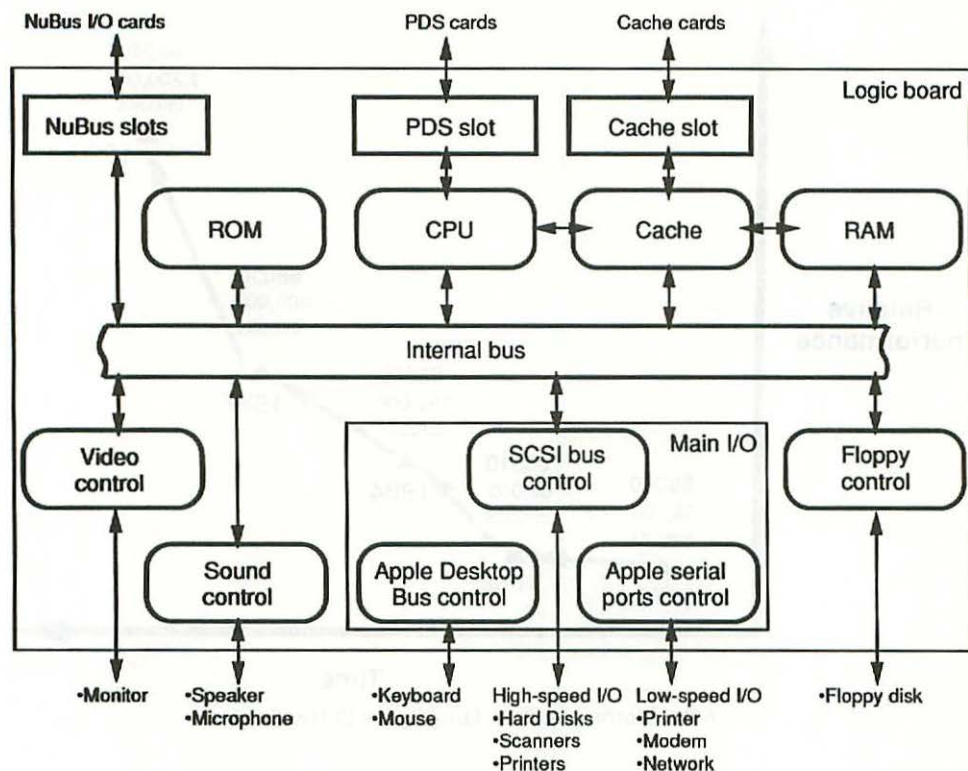 NuBus I/O cards
PDS cards
Cache cards
Logic board
NuBus slots
PDS slot
Cache slot
ROM
CPU
Cache
RAM
Internal bus
Main I/O
Video
control
SCSI bus
control
Floppy
control
Sound
control
Apple Desktop
Bus control
Apple serial
ports control
•Monitor
•Speaker
•Microphone
•Keyboard
•Mouse
High-speed I/O
•Hard Disks
•Scanners
•Printers
Low-speed I/O
•Printer
•Modem
•Network
•Floppy disk